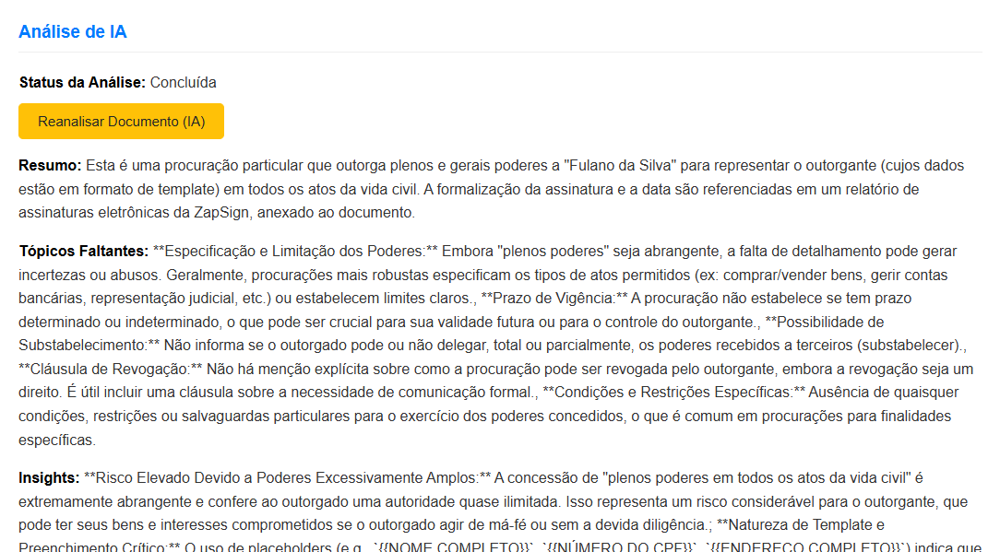 Análise de IA
Status da Análise: Concluída
Reanalisar Documento (IA)
Resumo: Esta é uma procuração particular que outorga plenos e gerais poderes a "Fulano da Silva" para representar o outorgante (cujos dados
estão em formato de template) em todos os atos da vida civil. A formalização da assinatura e a data são referenciadas em um relatório de
assinaturas eletrônicas da ZapSign, anexado ao documento.
Tópicos Faltantes: **Especificação e Limitação dos Poderes:** Embora "plenos poderes" seja abrangente, a falta de detalhamento pode gerar
incertezas ou abusos. Geralmente, procurações mais robustas especificam os tipos de atos permitidos (ex: comprar/vender bens, gerir contas
bancárias, representação judicial, etc.) ou estabelecem limites claros., **Prazo de Vigência:** A procuração não estabelece se tem prazo
determinado ou indeterminado, o que pode ser crucial para sua validade futura ou para o controle do outorgante., **Possibilidade de
Substabelecimento:** Não informa se o outorgado pode ou não delegar, total ou parcialmente, os poderes recebidos a terceiros (substabelecer).,
**Cláusula de Revogação:** Não há menção explícita sobre como a procuração pode ser revogada pelo outorgante, embora a revogação seja um
direito. É útil incluir uma cláusula sobre a necessidade de comunicação formal., **Condições e Restrições Específicas:** Ausência de quaisquer
condições, restrições ou salvaguardas particulares para o exercício dos poderes concedidos, o que é comum em procurações para finalidades
específicas.
Insights: **Risco Elevado Devido a Poderes Excessivamente Amplos:** A concessão de "plenos poderes em todos os atos da vida civil" é
extremamente abrangente e confere ao outorgado uma autoridade quase ilimitada. Isso representa um risco considerável para o outorgante, que
pode ter seus bens e interesses comprometidos se o outorgado agir de má-fé ou sem a devida diligência.; **Natureza de Template e
Preenchimento Crítico:** O uso de placeholders (e.g., `{{NOME COMPLETO}}`, `{{NÚMERO DO CPF}}`, `{{ENDEREÇO COMPLETO}}`) indica que